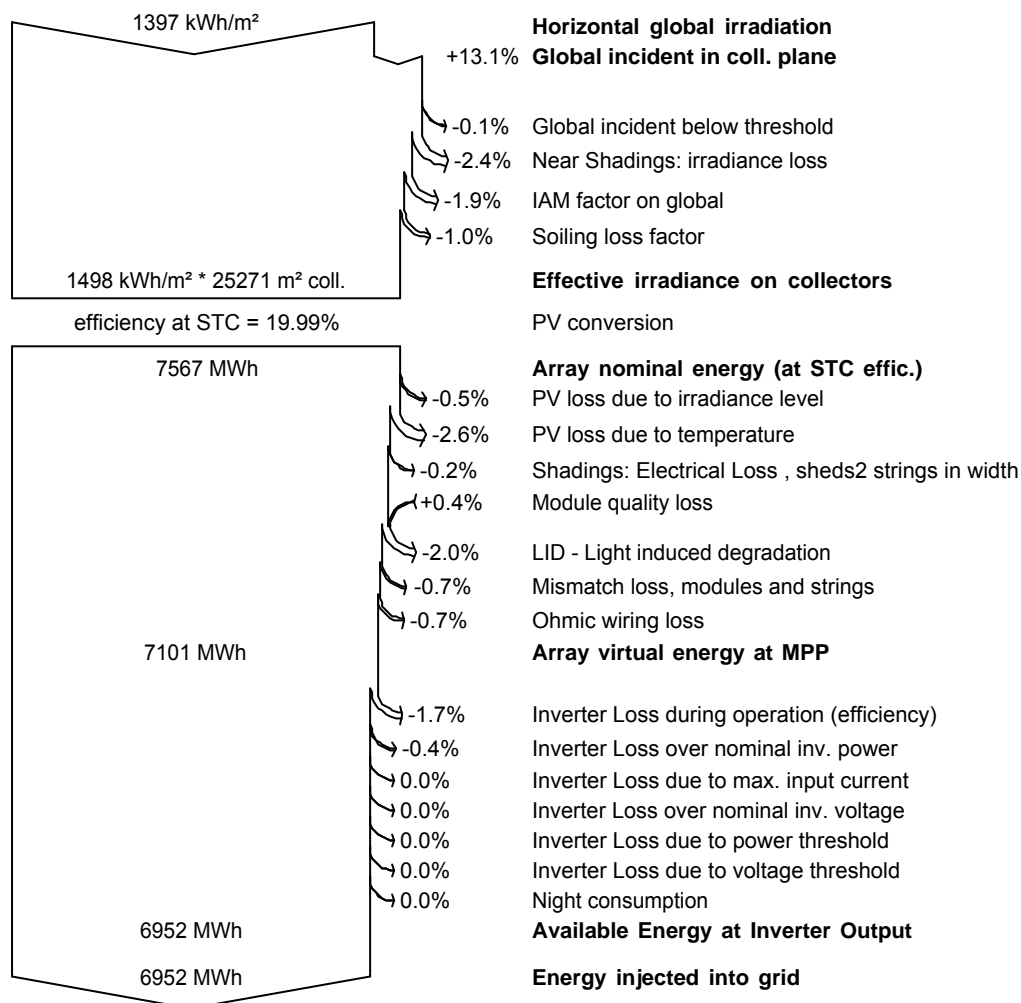 1397 kWh/m² Horizontal global irradiation
+13.1% Global incident in coll. plane
-0.1% Global incident below threshold
-2.4% Near Shadings: irradiance loss
-1.9% IAM factor on global
-1.0% Soiling loss factor
1498 kWh/m² * 25271 m² coll. Effective irradiance on collectors
efficiency at STC = 19.99% PV conversion
7567 MWh Array nominal energy (at STC effic.)
-0.5% PV loss due to irradiance level
-2.6% PV loss due to temperature
-0.2% Shadings: Electrical Loss , sheds2 strings in width
+0.4% Module quality loss
-2.0% LID - Light induced degradation
-0.7% Mismatch loss, modules and strings
-0.7% Ohmic wiring loss
7101 MWh Array virtual energy at MPP
-1.7% Inverter Loss during operation (efficiency)
-0.4% Inverter Loss over nominal inv. power
0.0% Inverter Loss due to max. input current
0.0% Inverter Loss over nominal inv. voltage
0.0% Inverter Loss due to power threshold
0.0% Inverter Loss due to voltage threshold
0.0% Night consumption
6952 MWh Available Energy at Inverter Output
6952 MWh Energy injected into grid